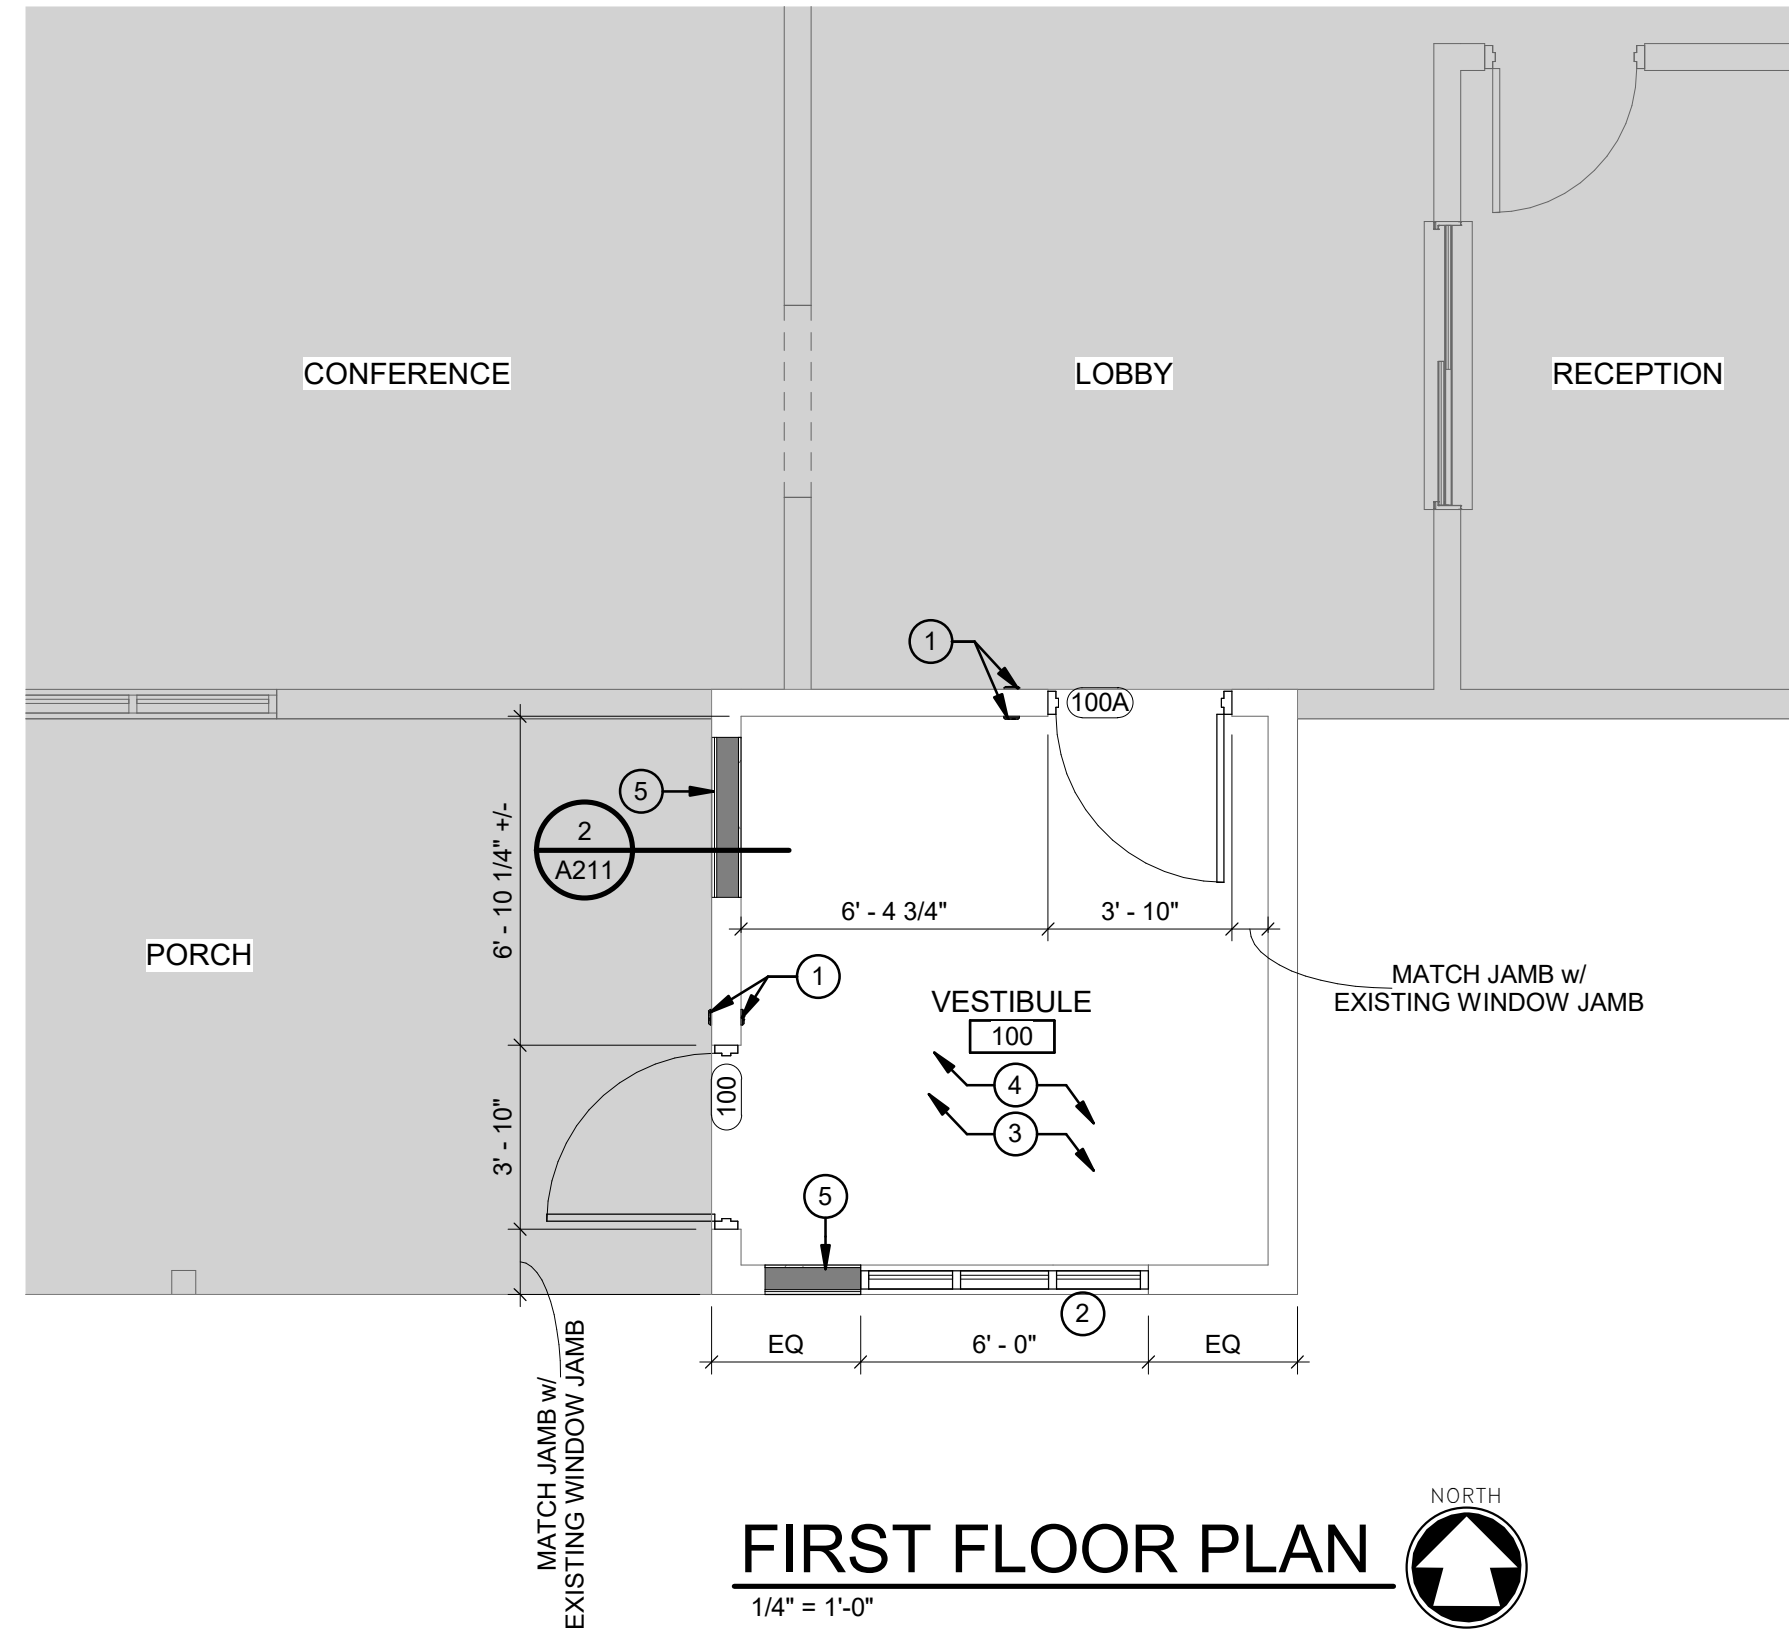 CONFERENCE
LOBBY
RECEPTION
1
100A
5
2
A211
6' - 10 1/4" +/-
6' - 4 3/4"
3' - 10"
PORCH
1
MATCH JAMB w/
EXISTING WINDOW JAMB
VESTIBULE
100
4
3
100
3' - 10"
5
2
EQ
6' - 0"
EQ
MATCH JAMB w/
EXISTING WINDOW JAMB
NORTH
FIRST FLOOR PLAN
1/4" = 1'-0"